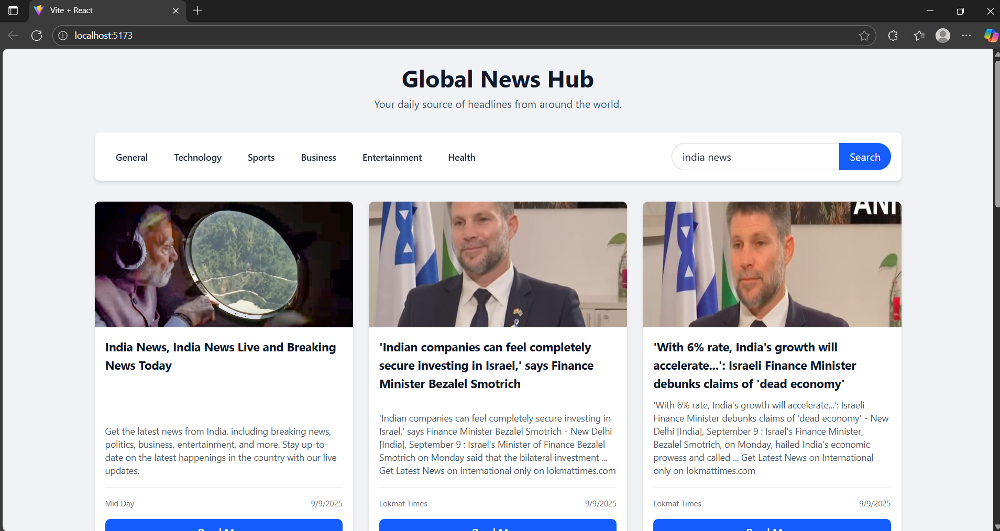 Vite + React
localhost:5173
Global News Hub
Your daily source of headlines from around the world.
General Technology Sports Business Entertainment Health india news Search
ANI
India News, India News Live and Breaking
News Today
Get the latest news from India, including breaking news,
politics, business, entertainment, and more. Stay up-to-
date on the latest happenings in the country with our live
updates.
Mid Day 9/9/2025
'Indian companies can feel completely
secure investing in Israel,' says Finance
Minister Bezalel Smotrich
'Indian companies can feel completely secure investing in
Israel,' says Finance Minister Bezalel Smotrich - New Delhi
[India], September 9 : Israel's Minister of Finance Bezalel
Smotrich on Monday said that the bilateral investment ...
Get Latest News on International only on lokmattimes.com
Lokmat Times 9/9/2025
'With 6% rate, India's growth will
accelerate...': Israeli Finance Minister
debunks claims of 'dead economy'
'With 6% rate, India's growth will accelerate...': Israeli
Finance Minister debunks claims of 'dead economy' - New
Delhi [India], September 9 : Israel's Finance Minister,
Bezalel Smotrich, on Monday, hailed India's economic
prowess and called ... Get Latest News on International
only on lokmattimes.com
Lokmat Times 9/9/2025